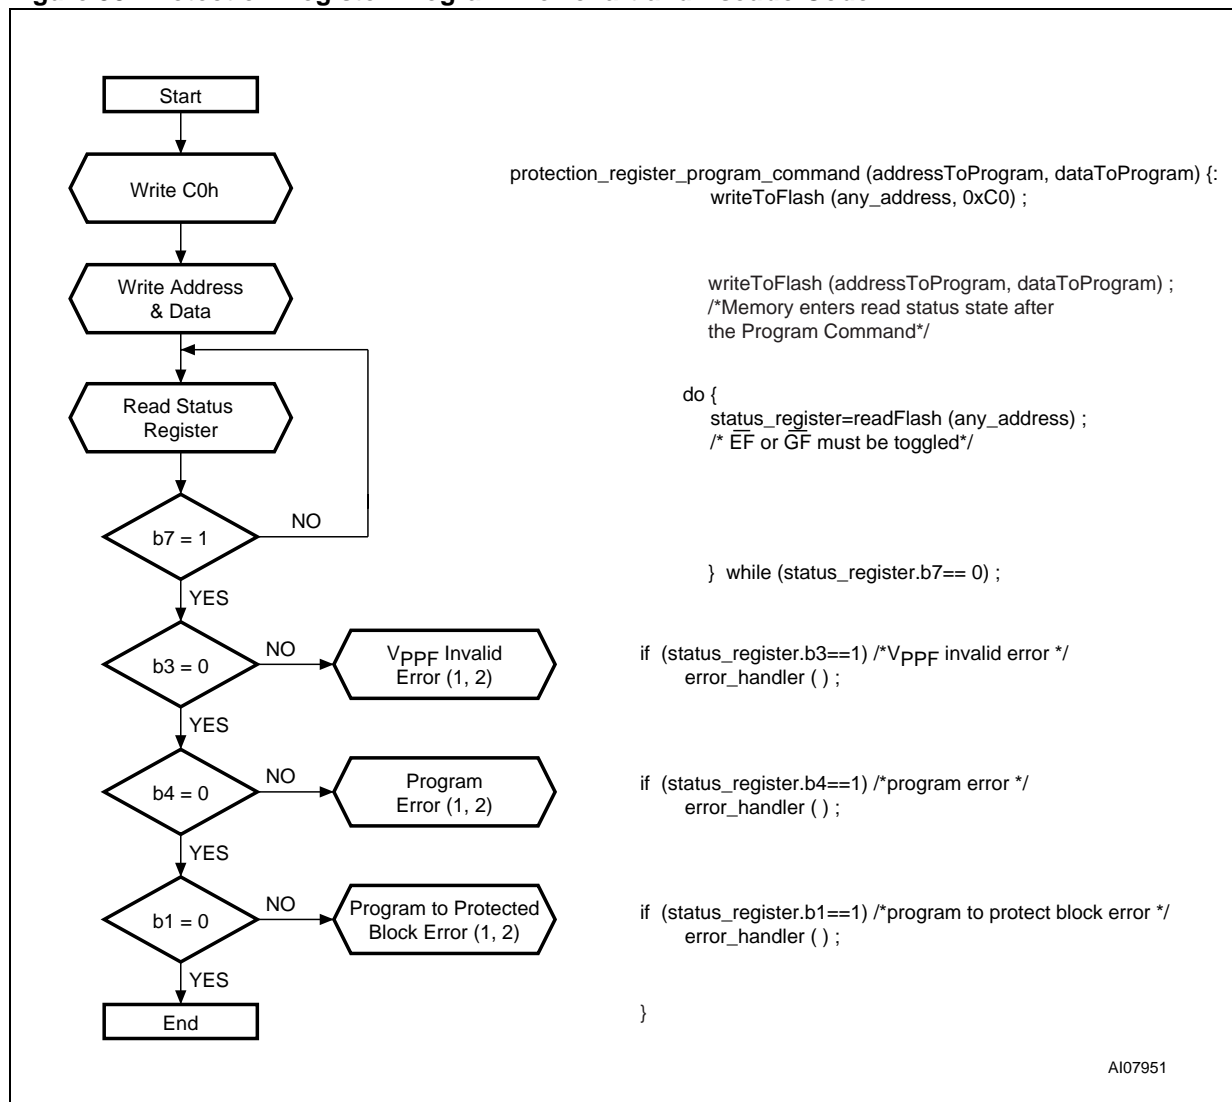 Start
Write C0h
protection_register_program_command (addressToProgram, dataToProgram) {:
writeToFlash (any_address, 0xC0) ;
Write Address
& Data
writeToFlash (addressToProgram, dataToProgram) ;
/*Memory enters read status state after
the Program Command*/
Read Status
Register
do {
status_register=readFlash (any_address) ;
/* E̅F̅ or G̅F̅ must be toggled*/
b7 = 1
NO
} while (status_register.b7== 0) ;
YES
b3 = 0
NO
VPPF Invalid
Error (1, 2)
if (status_register.b3==1) /*VPPF invalid error */
error_handler ( ) ;
YES
b4 = 0
NO
Program
Error (1, 2)
if (status_register.b4==1) /*program error */
error_handler ( ) ;
YES
b1 = 0
NO
Program to Protected
Block Error (1, 2)
if (status_register.b1==1) /*program to protect block error */
error_handler ( ) ;
YES
End
}
AI07951